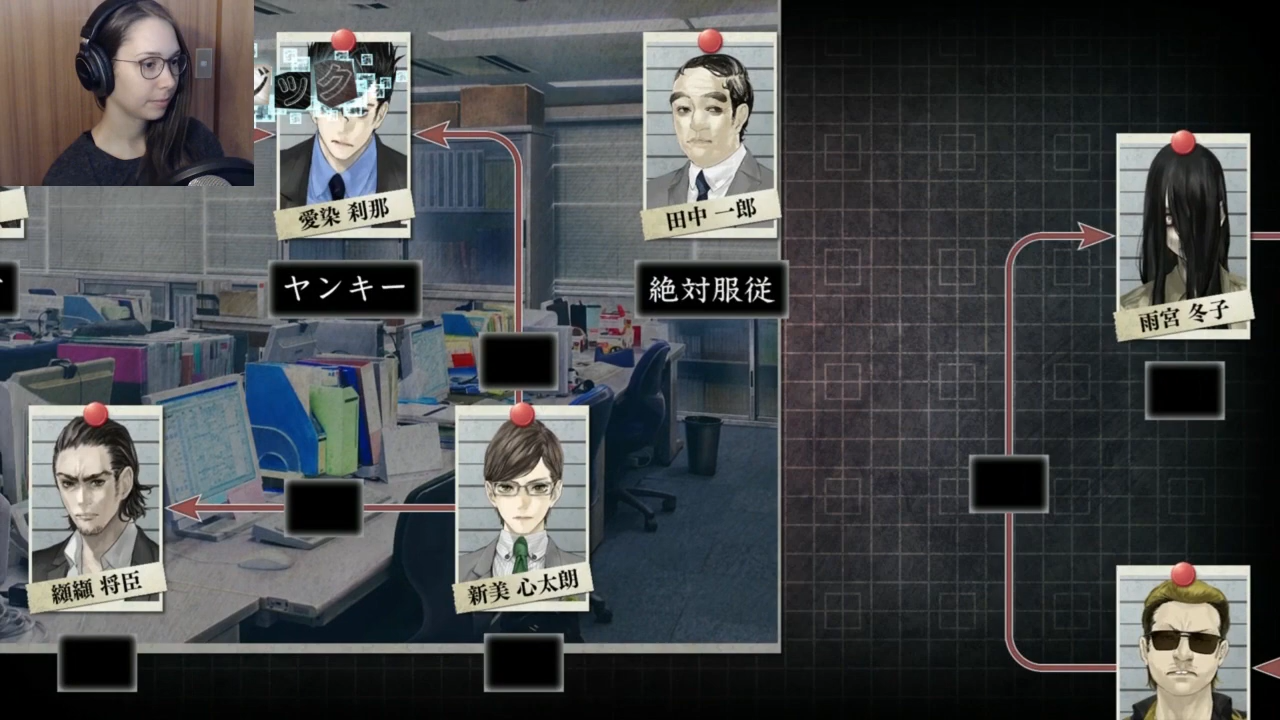 ック
愛染 刹那
田中 一郎
ヤンキー
絶対服従
雨宮 冬子
纐纈 将臣
新美 心太朗